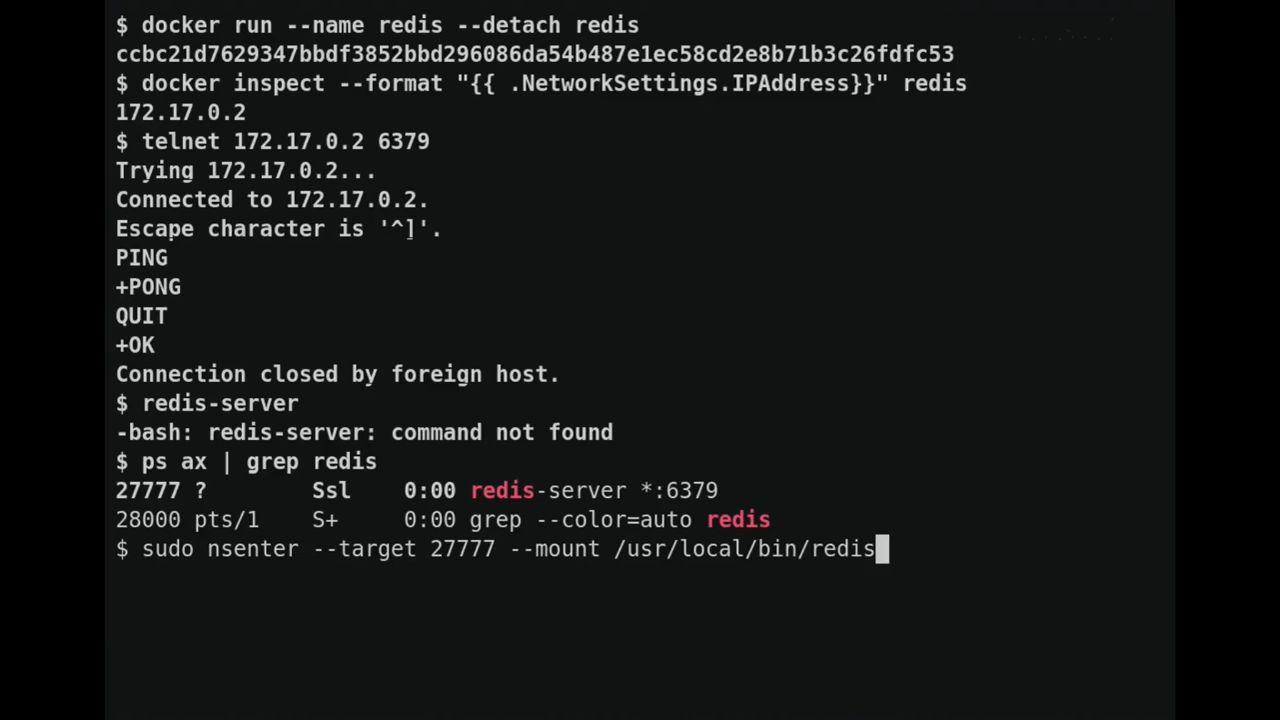 $ docker run --name redis --detach redis
ccbc21d7629347bbdf3852bbd296086da54b487e1ec58cd2e8b71b3c26fdfc53
$ docker inspect --format "{{ .NetworkSettings.IPAddress}}" redis
172.17.0.2
$ telnet 172.17.0.2 6379
Trying 172.17.0.2...
Connected to 172.17.0.2.
Escape character is '^]'.
PING
+PONG
QUIT
+OK
Connection closed by foreign host.
$ redis-server
-bash: redis-server: command not found
$ ps ax | grep redis
27777 ?        Ssl    0:00 redis-server *:6379
28000 pts/1    S+     0:00 grep --color=auto redis
$ sudo nsenter --target 27777 --mount /usr/local/bin/redis